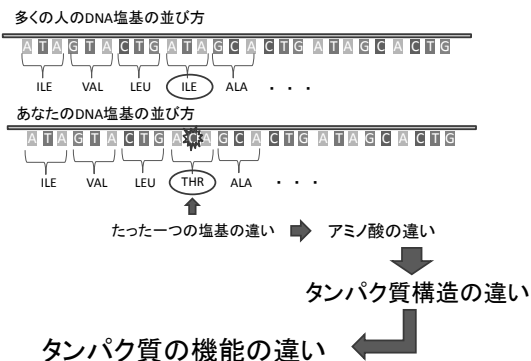 多くの人のDNA塩基の並び方
ATAGTACTGATAGCACTGATAGCACTG
ILE VAL LEU ILE ALA ・・・
あなたのDNA塩基の並び方
ATAGTACTGACAGCACTGATAGCACTG
ILE VAL LEU THR ALA ・・・
たった一つの塩基の違い アミノ酸の違い
タンパク質構造の違い
タンパク質の機能の違い